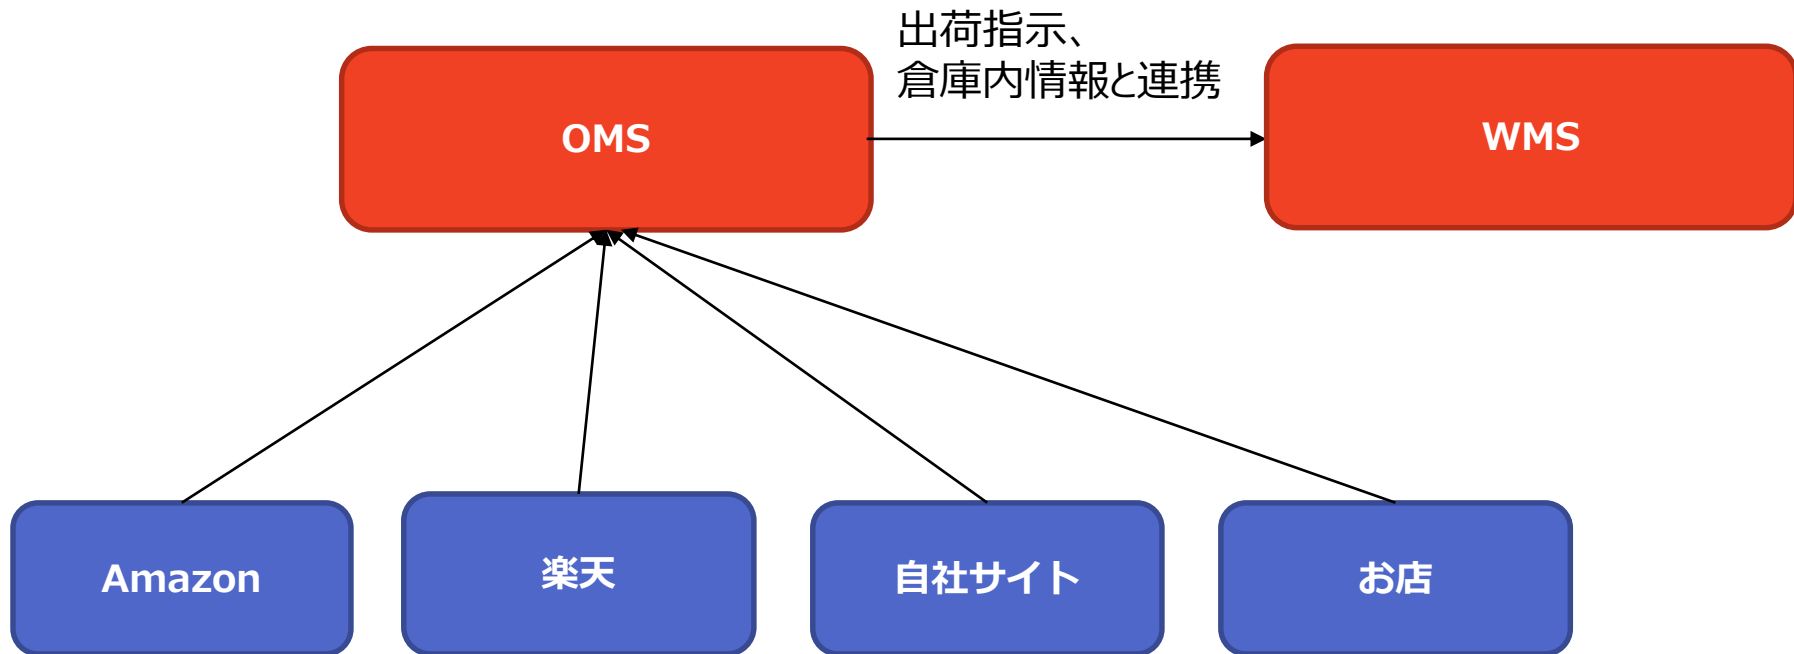 出荷指示、
倉庫内情報と連携
OMS
WMS
Amazon
楽天
自社サイト
お店